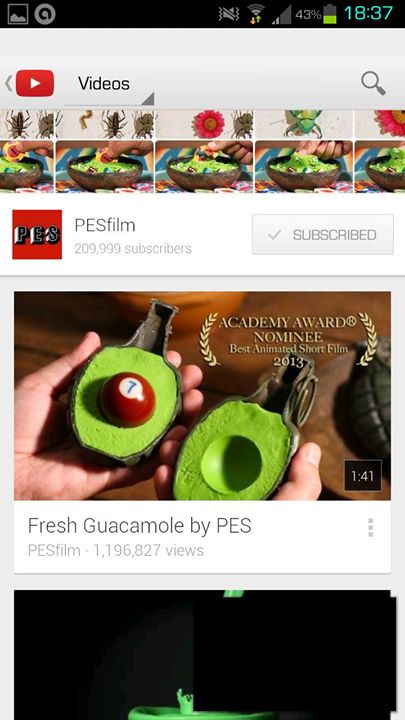 43% 18:37
Videos
PES
PESfilm
209,999 subscribers
SUBSCRIBED
ACADEMY AWARD®
NOMINEE
Best Animated Short Film
2013
7
1:41
Fresh Guacamole by PES
PESfilm · 1,196,827 views